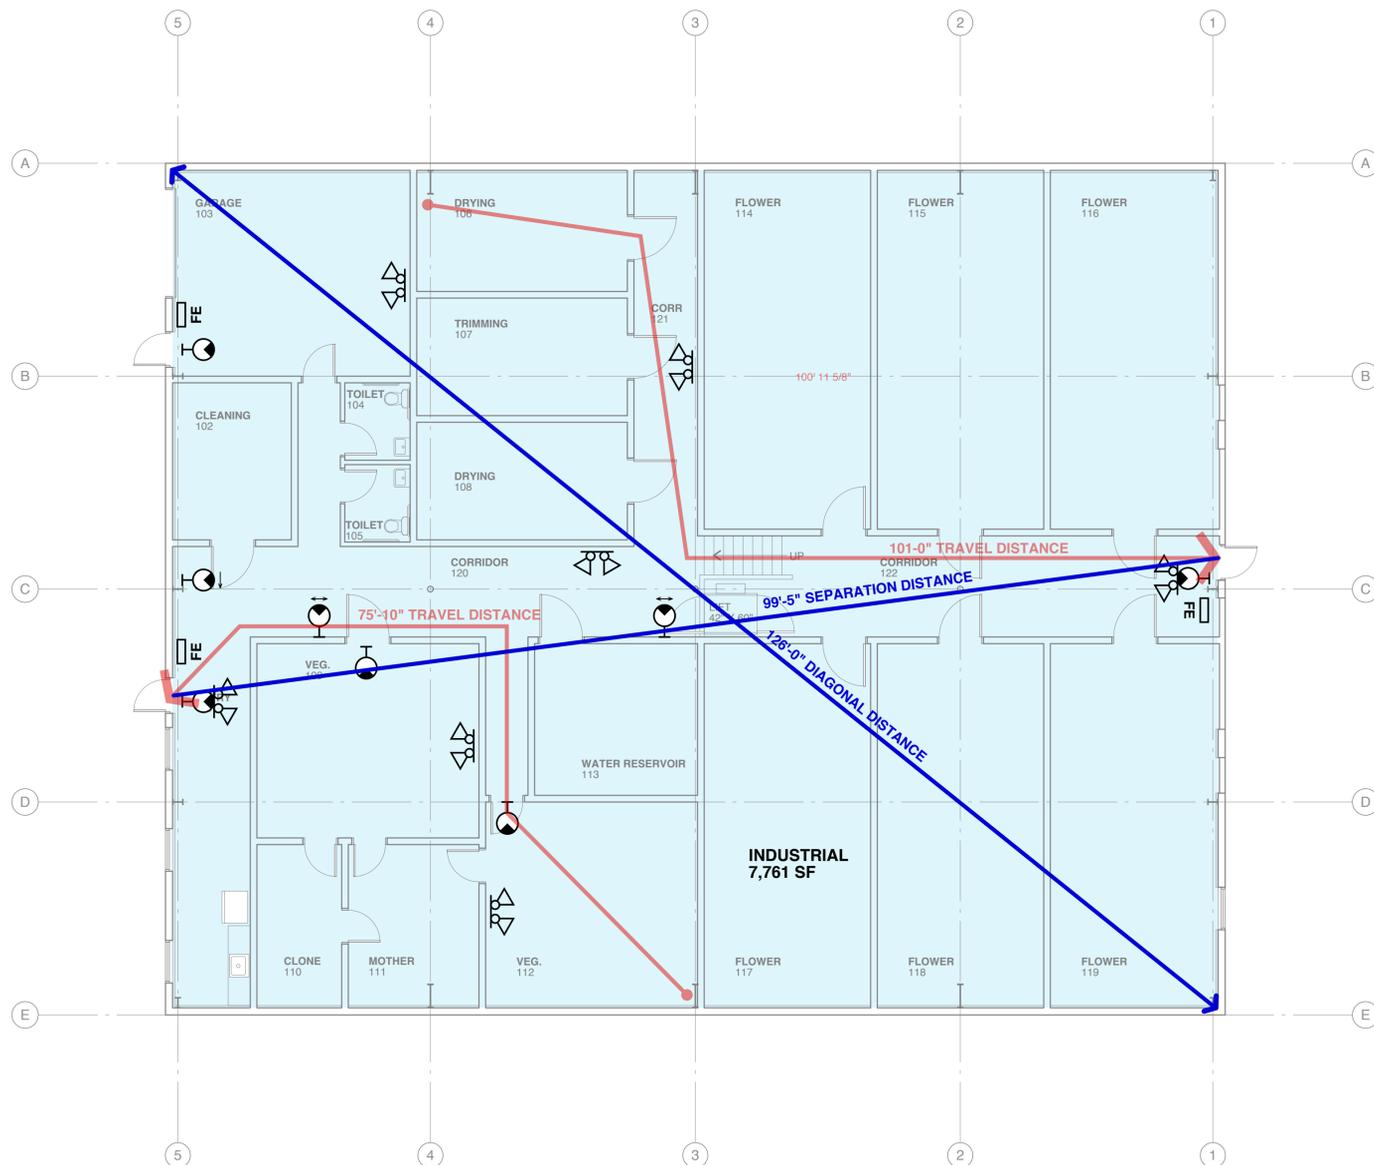 5 4 3 2 1
A A
GARAGE
103
DRYING
106
FLOWER
114
FLOWER
115
FLOWER
116
FE
TRIMMING
107
CORR
121
B B
100' 11 5/8"
TOILET
104
CLEANING
102
DRYING
108
TOILET
105
CORRIDOR
120
UP
101-0" TRAVEL DISTANCE
CORRIDOR
122
C C
99'-5" SEPARATION DISTANCE
LIFT
75'-10" TRAVEL DISTANCE
FE
FE
126'-0" DIAGONAL DISTANCE
VEG.
109
WATER RESERVOIR
113
D D
INDUSTRIAL
7,761 SF
CLONE
110
MOTHER
111
VEG.
112
FLOWER
117
FLOWER
118
FLOWER
119
E E
5 4 3 2 1